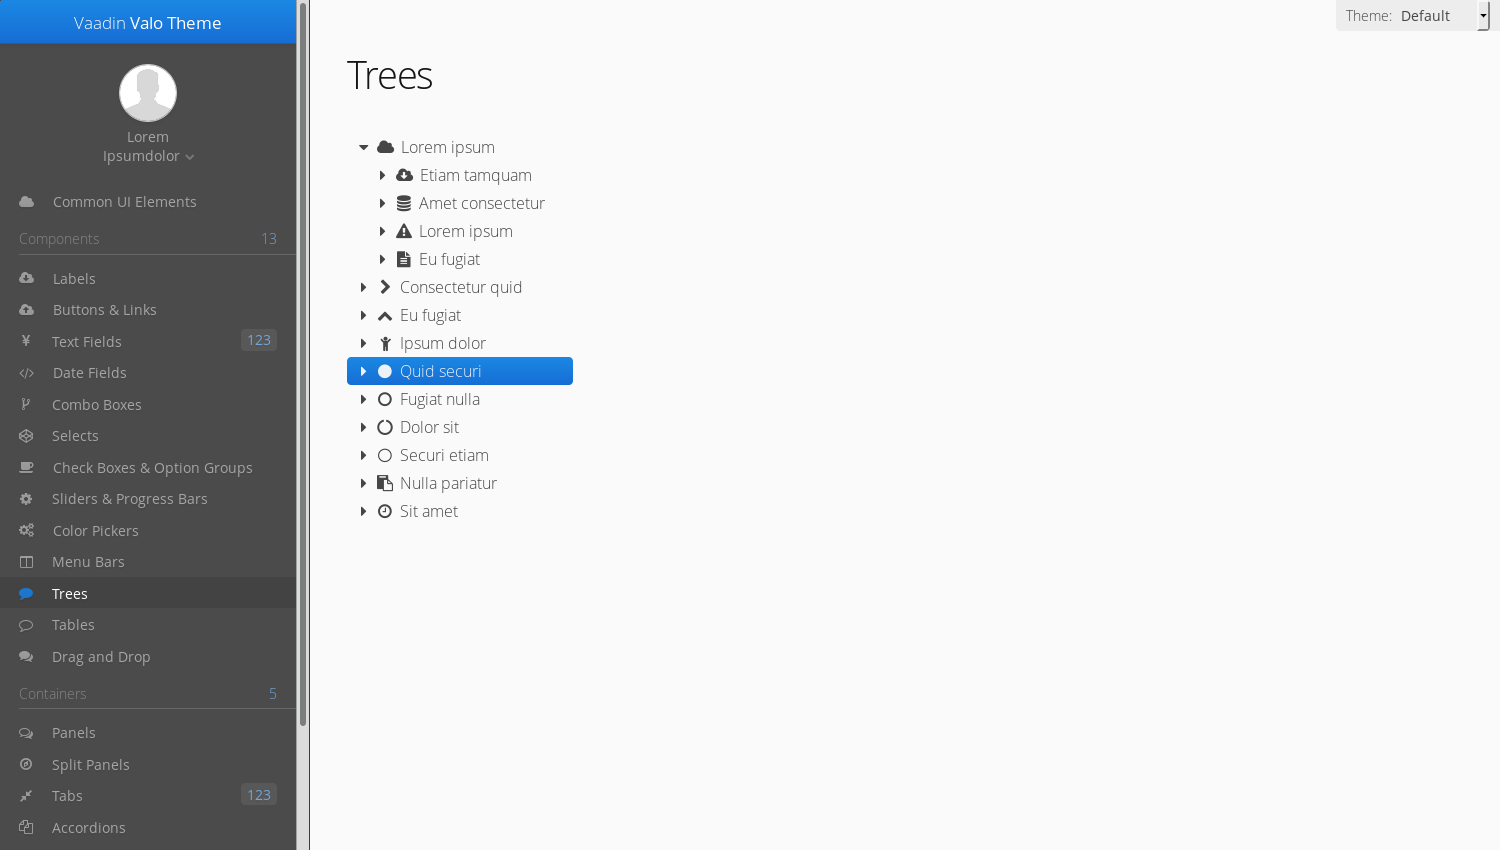 Vaadin Valo Theme
Lorem
Ipsumdolor
Common UI Elements
Components 13
Labels
Buttons & Links
Text Fields 123
Date Fields
Combo Boxes
Selects
Check Boxes & Option Groups
Sliders & Progress Bars
Color Pickers
Menu Bars
Trees
Tables
Drag and Drop
Containers 5
Panels
Split Panels
Tabs 123
Accordions
Theme: Default
Trees
Lorem ipsum
Etiam tamquam
Amet consectetur
Lorem ipsum
Eu fugiat
Consectetur quid
Eu fugiat
Ipsum dolor
Quid securi
Fugiat nulla
Dolor sit
Securi etiam
Nulla pariatur
Sit amet